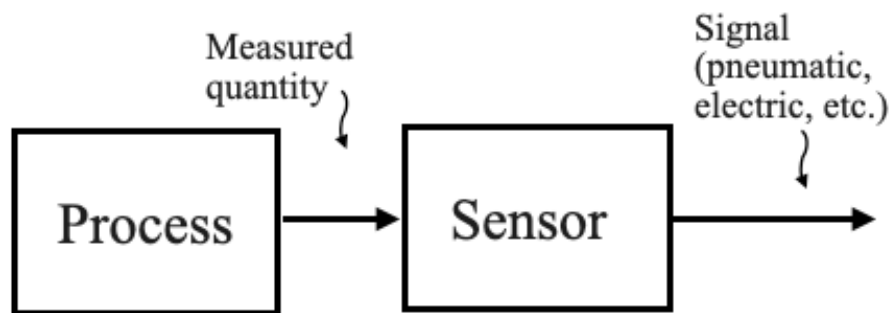 Measured
quantity
Signal
(pneumatic,
electric, etc.)
Process
Sensor